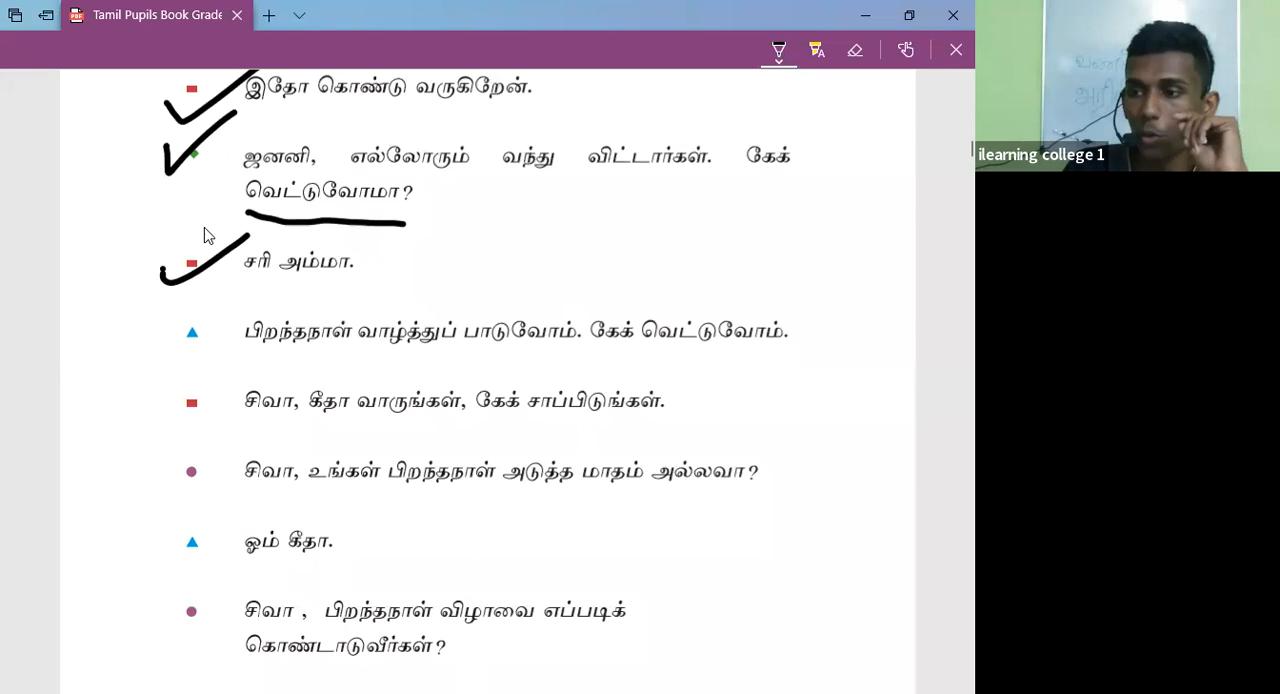 Tamil Pupils Book Grade
இதோ கொண்டு வருகிறேன்.
ஜனனி, எல்லோரும் வந்து விட்டார்கள். கேக்
வெட்டுவோமா?
சரி அம்மா.
பிறந்தநாள் வாழ்த்துப் பாடுவோம். கேக் வெட்டுவோம்.
சிவா, கீதா வாருங்கள், கேக் சாப்பிடுங்கள்.
சிவா, உங்கள் பிறந்தநாள் அடுத்த மாதம் அல்லவா?
ஓம் கீதா.
சிவா , பிறந்தநாள் விழாவை எப்படிக்
கொண்டாடுவீர்கள்?
ilearning college 1